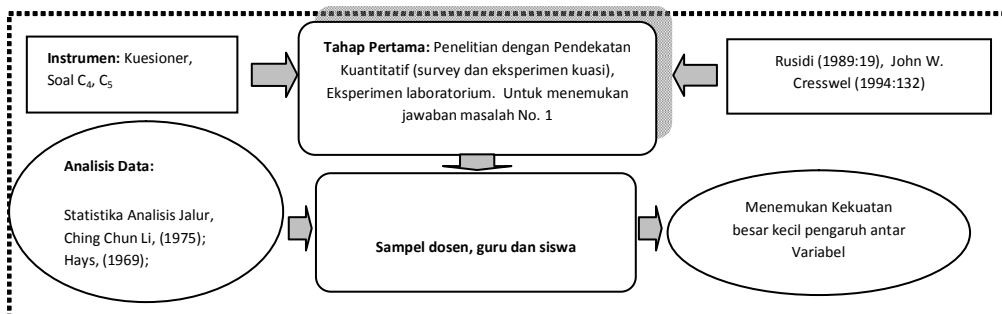 Instrumen: Kuesioner,
Soal C₄, C₅
Tahap Pertama: Penelitian dengan Pendekatan
Kuantitatif (survey dan eksperimen kuasi),
Eksperimen laboratorium. Untuk menemukan
jawaban masalah No. 1
Rusidi (1989:19), John W.
Cresswel (1994:132)
Analisis Data:
Statistika Analisis Jalur,
Ching Chun Li, (1975);
Hays, (1969);
Sampel dosen, guru dan siswa
Menemukan Kekuatan
besar kecil pengaruh antar
Variabel